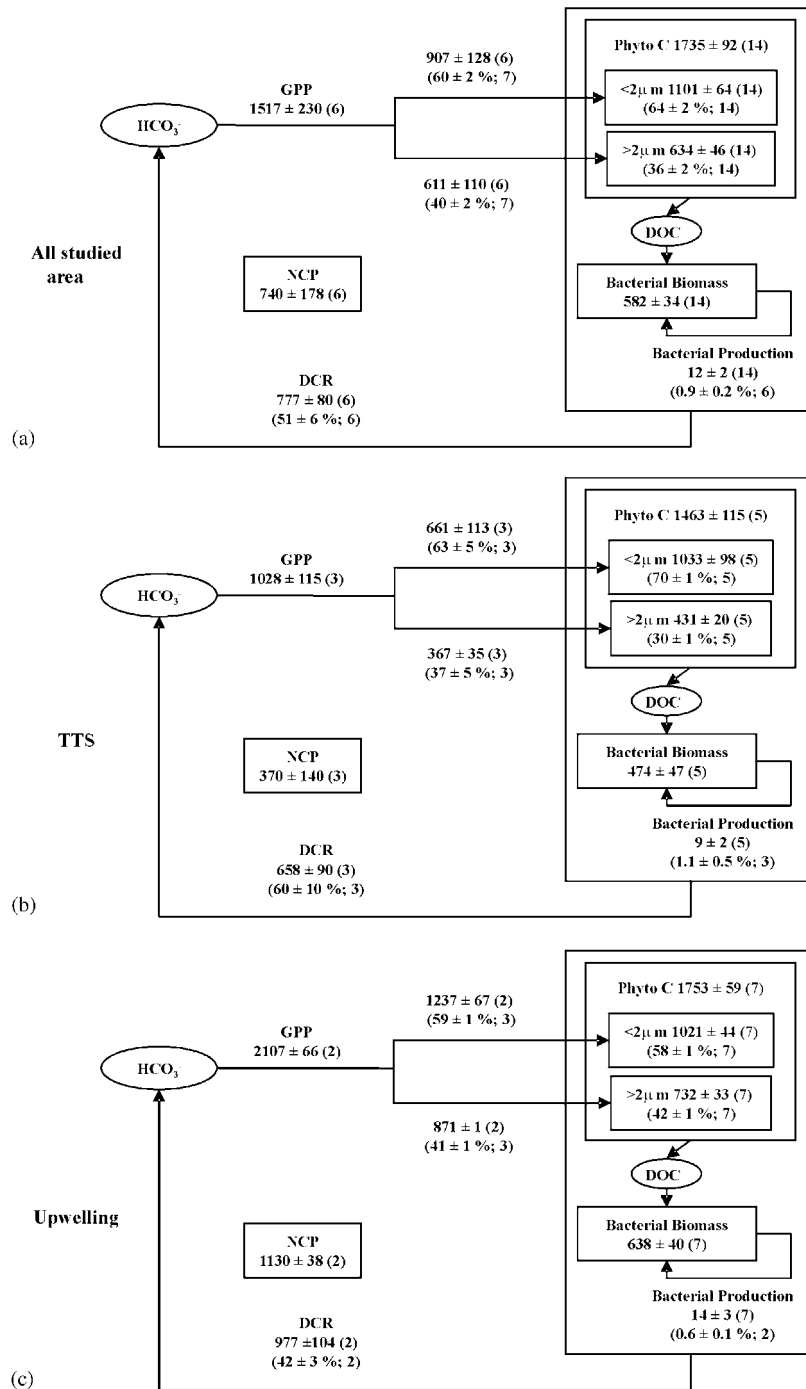 Phyto C 1735 ± 92 (14)
907 ± 128 (6)
(60 ± 2 %; 7)
GPP
1517 ± 230 (6)
<2μm 1101 ± 64 (14)
(64 ± 2 %; 14)
HCO₃⁻
>2μm 634 ± 46 (14)
(36 ± 2 %; 14)
611 ± 110 (6)
(40 ± 2 %; 7)
DOC
All studied
area
NCP
740 ± 178 (6)
Bacterial Biomass
582 ± 34 (14)
Bacterial Production
12 ± 2 (14)
(0.9 ± 0.2 %; 6)
DCR
777 ± 80 (6)
(51 ± 6 %; 6)
(a)
Phyto C 1463 ± 115 (5)
661 ± 113 (3)
(63 ± 5 %; 3)
GPP
1028 ± 115 (3)
<2μm 1033 ± 98 (5)
(70 ± 1 %; 5)
HCO₃⁻
>2μm 431 ± 20 (5)
(30 ± 1 %; 5)
367 ± 35 (3)
(37 ± 5 %; 3)
DOC
TTS
NCP
370 ± 140 (3)
Bacterial Biomass
474 ± 47 (5)
Bacterial Production
9 ± 2 (5)
(1.1 ± 0.5 %; 3)
DCR
658 ± 90 (3)
(60 ± 10 %; 3)
(b)
Phyto C 1753 ± 59 (7)
1237 ± 67 (2)
(59 ± 1 %; 3)
GPP
2107 ± 66 (2)
<2μm 1021 ± 44 (7)
(58 ± 1 %; 7)
HCO₃⁻
>2μm 732 ± 33 (7)
(42 ± 1 %; 7)
871 ± 1 (2)
(41 ± 1 %; 3)
DOC
Upwelling
NCP
1130 ± 38 (2)
Bacterial Biomass
638 ± 40 (7)
Bacterial Production
14 ± 3 (7)
(0.6 ± 0.1 %; 2)
DCR
977 ±104 (2)
(42 ± 3 %; 2)
(c)